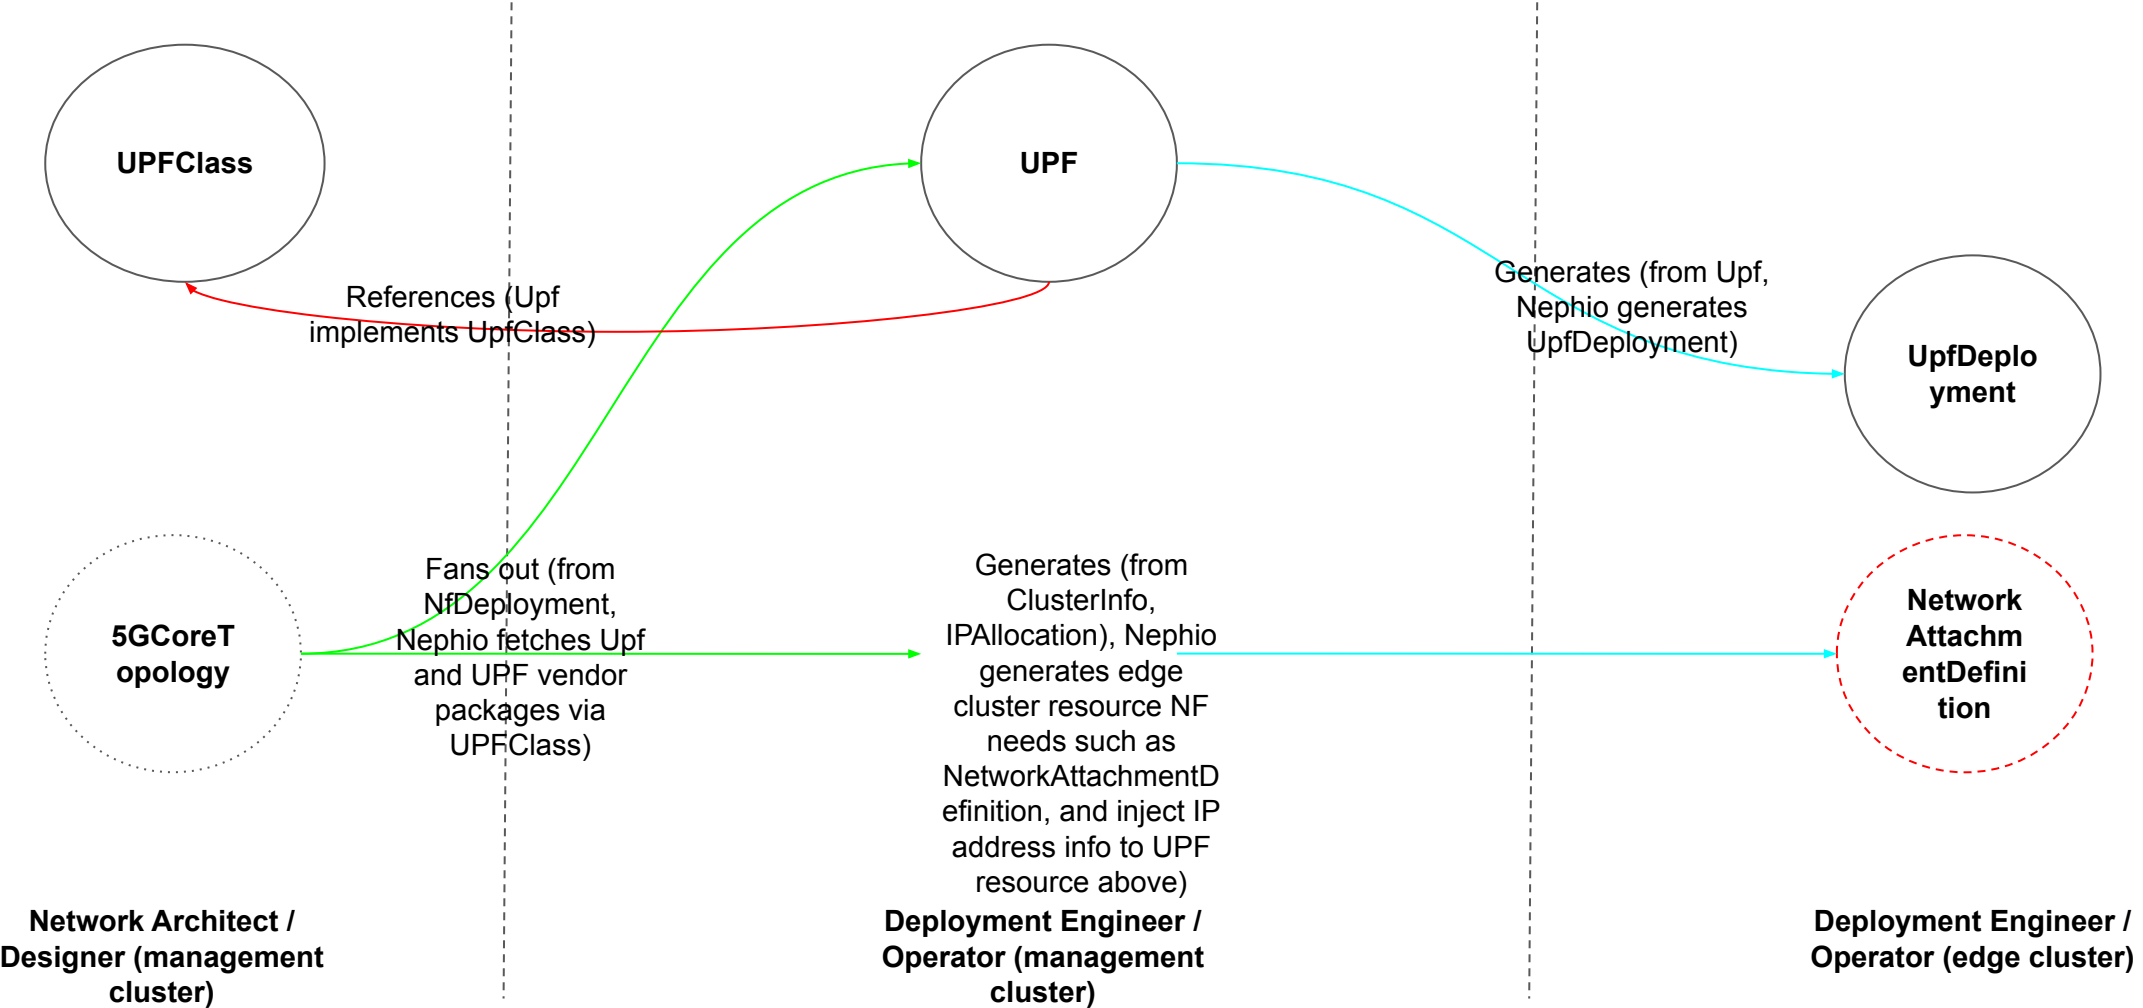 UPFClass
UPF
References (Upf
implements UpfClass)
Generates (from Upf,
Nephio generates
UpfDeployment)
UpfDeplo
yment
5GCoreT
opology
Fans out (from
NfDeployment,
Nephio fetches Upf
and UPF vendor
packages via
UPFClass)
Generates (from
ClusterInfo,
IPAllocation), Nephio
generates edge
cluster resource NF
needs such as
NetworkAttachmentD
efinition, and inject IP
address info to UPF
resource above)
Network
Attachm
entDefini
tion
Network Architect /
Designer (management
cluster)
Deployment Engineer /
Operator (management
cluster)
Deployment Engineer /
Operator (edge cluster)